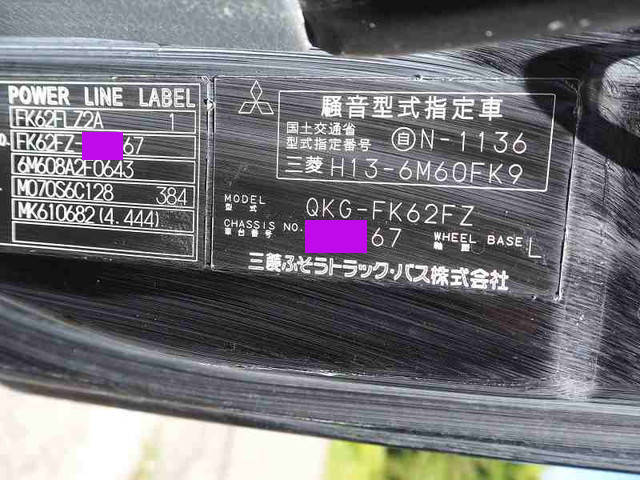 POWER LINE LABEL
FK62FLZ2A 1
FK62FZ- 67
6M608A2F0643
M070S6C128 384
MK610682(4.444)
騒音型式指定車
国土交通省
型式指定番号 自N-1136
三菱 H13-6M60FK9
MODEL
型式 QKG-FK62FZ
CHASSIS NO. 67 WHEEL BASE L
車台番号 軸距
三菱ふそうトラック・バス株式会社